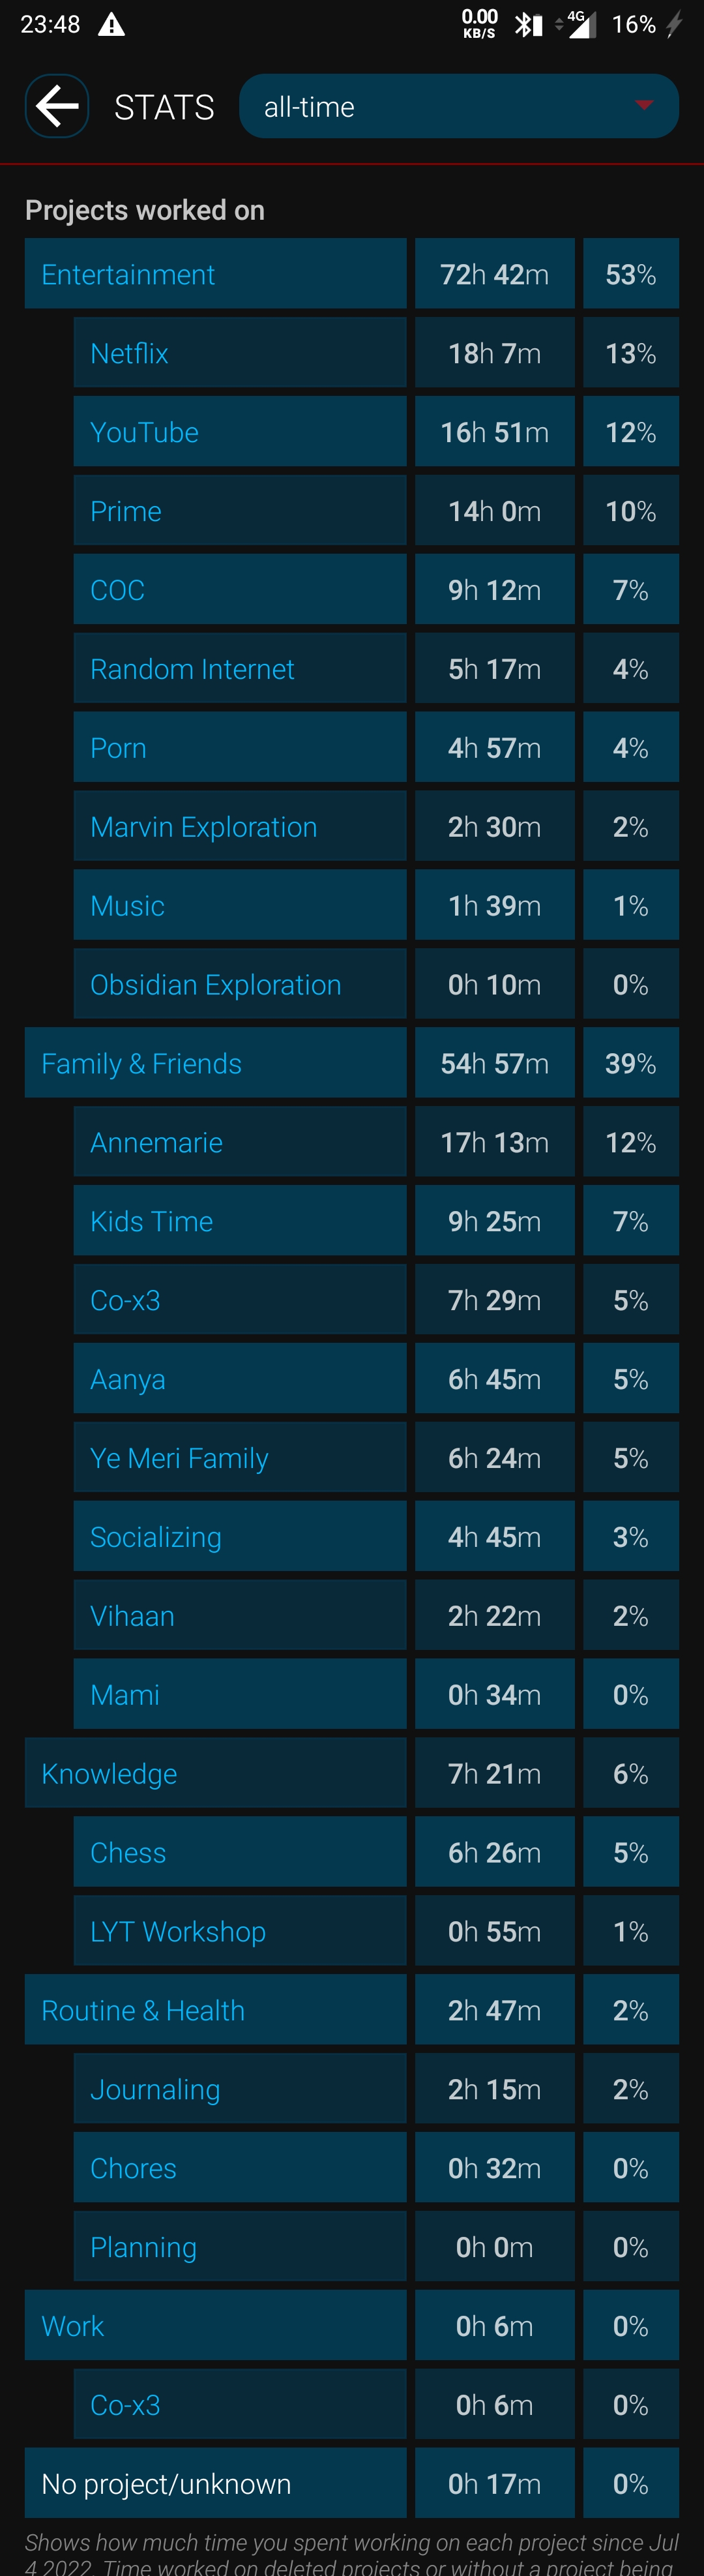 23:48 0.00 KB/S 4G 16%
STATS all-time
Projects worked on
Entertainment 72h 42m 53%
Netflix 18h 7m 13%
YouTube 16h 51m 12%
Prime 14h 0m 10%
COC 9h 12m 7%
Random Internet 5h 17m 4%
Porn 4h 57m 4%
Marvin Exploration 2h 30m 2%
Music 1h 39m 1%
Obsidian Exploration 0h 10m 0%
Family & Friends 54h 57m 39%
Annemarie 17h 13m 12%
Kids Time 9h 25m 7%
Co-x3 7h 29m 5%
Aanya 6h 45m 5%
Ye Meri Family 6h 24m 5%
Socializing 4h 45m 3%
Vihaan 2h 22m 2%
Mami 0h 34m 0%
Knowledge 7h 21m 6%
Chess 6h 26m 5%
LYT Workshop 0h 55m 1%
Routine & Health 2h 47m 2%
Journaling 2h 15m 2%
Chores 0h 32m 0%
Planning 0h 0m 0%
Work 0h 6m 0%
Co-x3 0h 6m 0%
No project/unknown 0h 17m 0%
Shows how much time you spent working on each project since Jul
4 2022. Time worked on deleted projects or without a project being